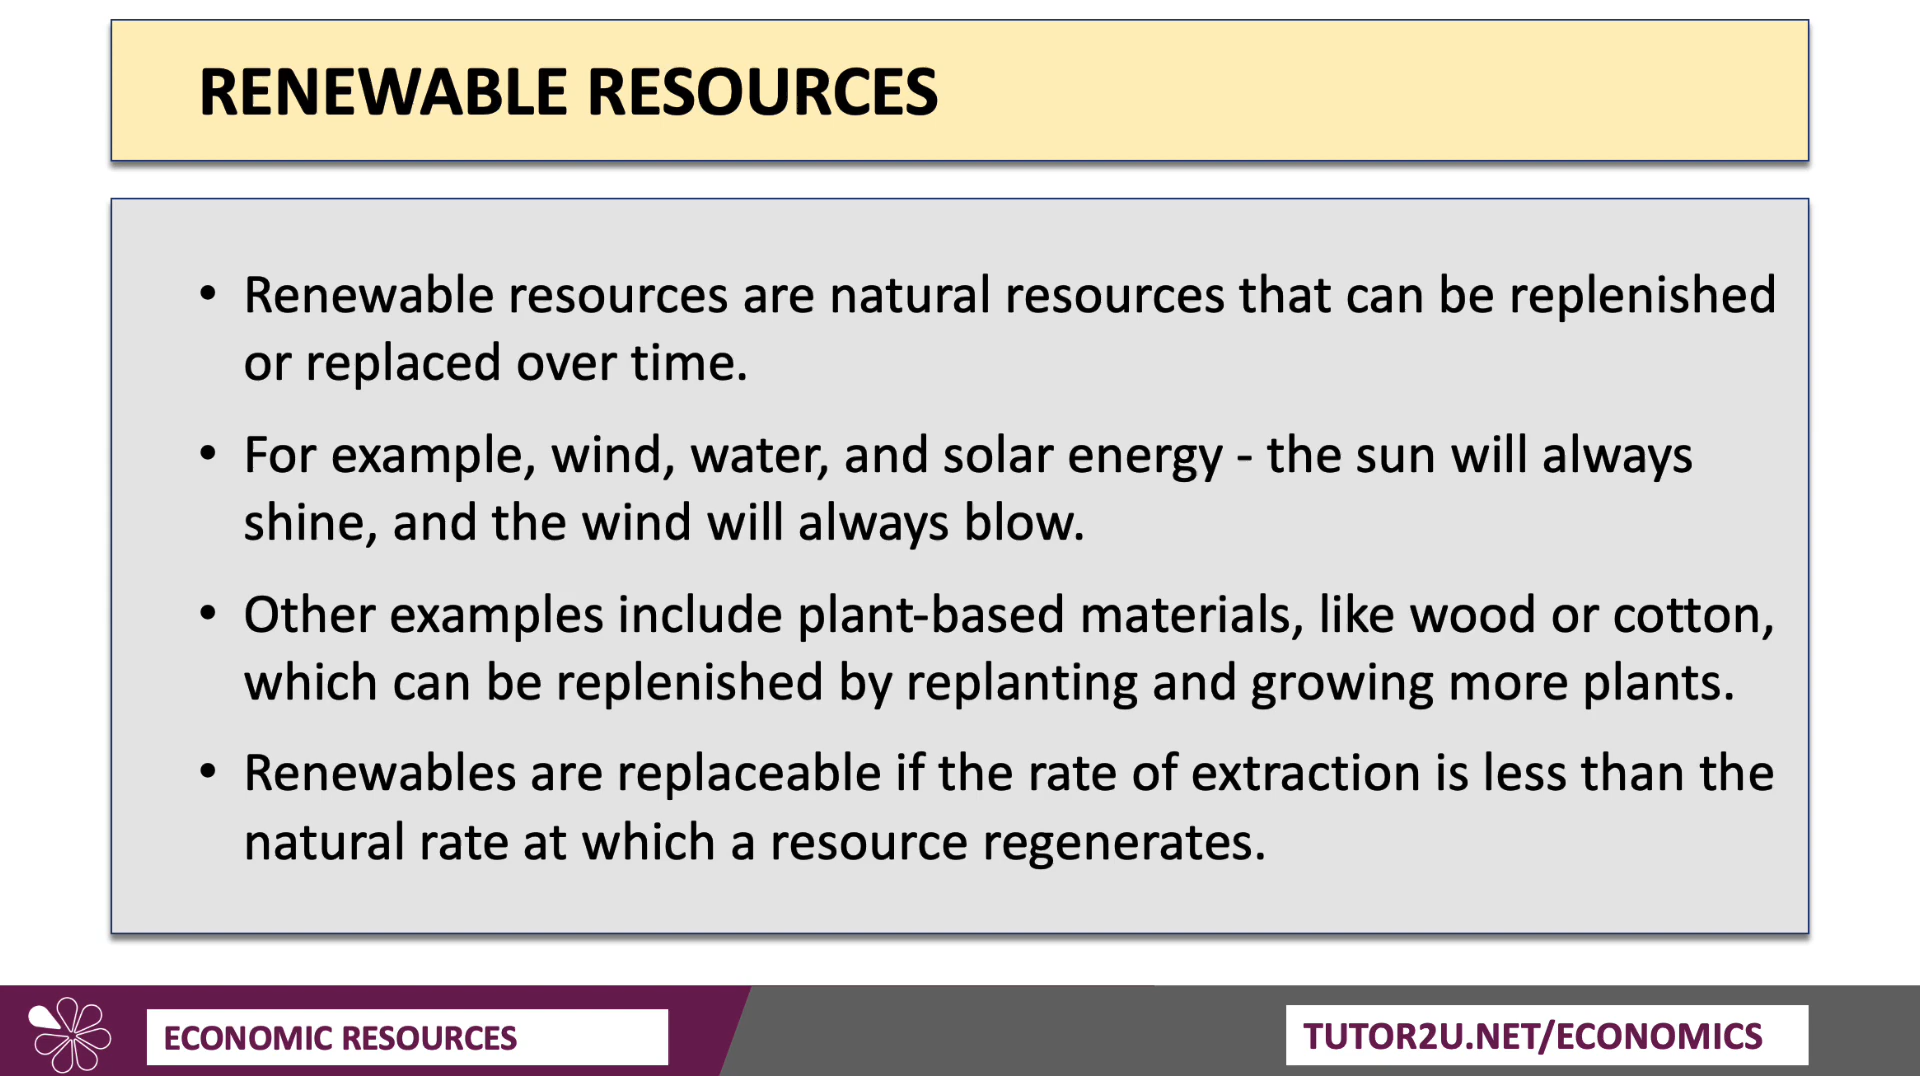 RENEWABLE RESOURCES
• Renewable resources are natural resources that can be replenished
or replaced over time.
• For example, wind, water, and solar energy - the sun will always
shine, and the wind will always blow.
• Other examples include plant-based materials, like wood or cotton,
which can be replenished by replanting and growing more plants.
• Renewables are replaceable if the rate of extraction is less than the
natural rate at which a resource regenerates.
ECONOMIC RESOURCES
TUTOR2U.NET/ECONOMICS